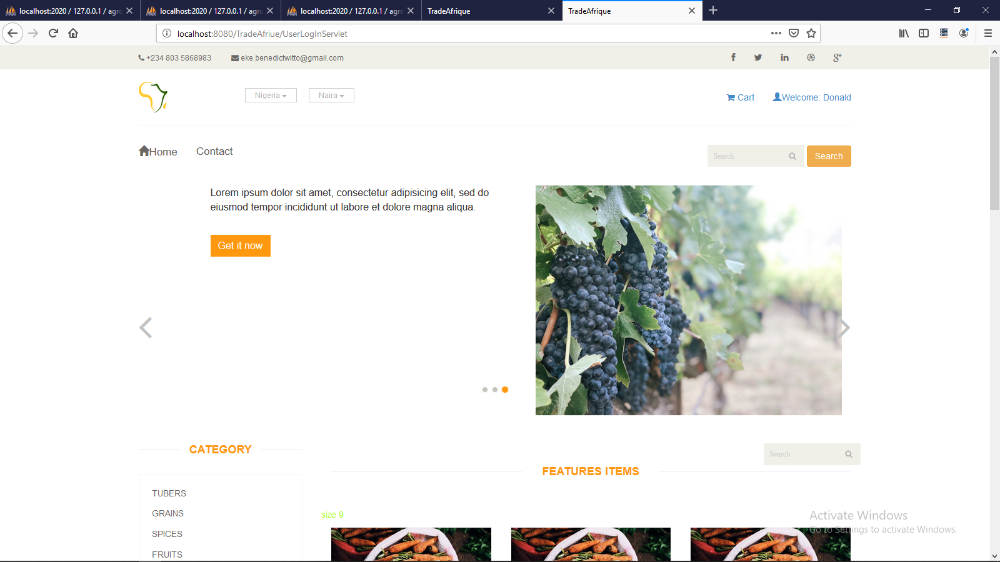 localhost:2020 / 127.0.0.1 / agro
localhost:2020 / 127.0.0.1 / agro
localhost:2020 / 127.0.0.1 / agro
TradeAfrique
TradeAfrique
localhost:8080/TradeAfriue/UserLogInServlet
+234 803 5868983
eke.benedictwitto@gmail.com
Nigeria
Naira
Cart
Welcome: Donald
Home
Contact
Search
Search
Lorem ipsum dolor sit amet, consectetur adipisicing elit, sed do
eiusmod tempor incididunt ut labore et dolore magna aliqua.
Get it now
CATEGORY
Search
FEATURES ITEMS
TUBERS
GRAINS
SPICES
FRUITS
size 9
Activate Windows
Go to Settings to activate Windows.